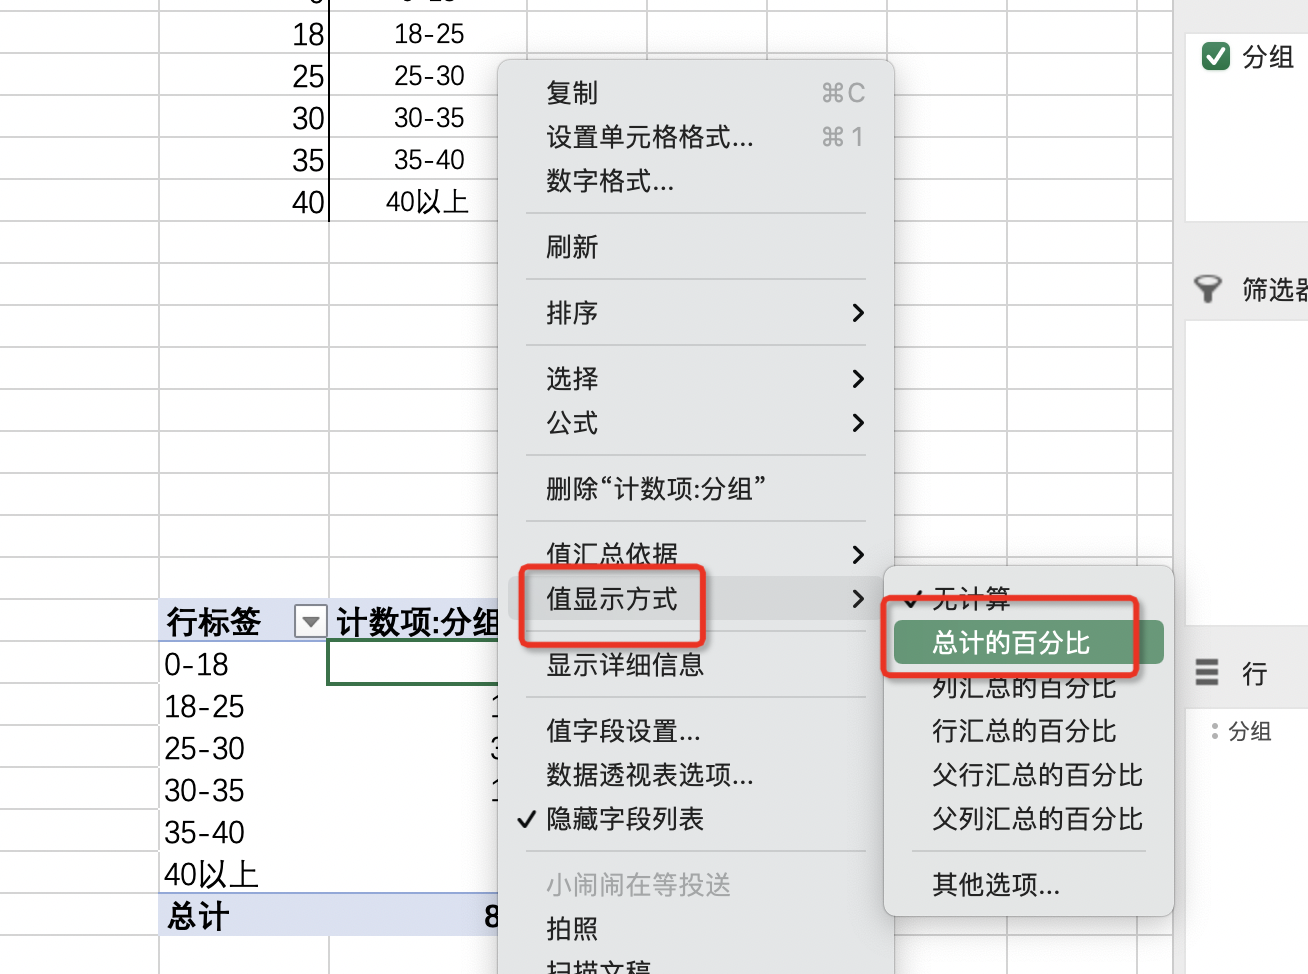 18 18-25
25 25-30
30 30-35
35 35-40
40 40以上
复制 ⌘C
设置单元格格式... ⌘1
数字格式...
刷新
排序
选择
公式
删除“计数项:分组”
值汇总依据
值显示方式
显示详细信息
值字段设置...
数据透视表选项...
隐藏字段列表
小闹闹在等投送
拍照
扫描文稿
无计算
总计的百分比
列汇总的百分比
行汇总的百分比
父行汇总的百分比
父列汇总的百分比
其他选项...
行标签 计数项:分组
0-18
18-25
25-30
30-35
35-40
40以上
总计 8
分组
筛选器
行
分组